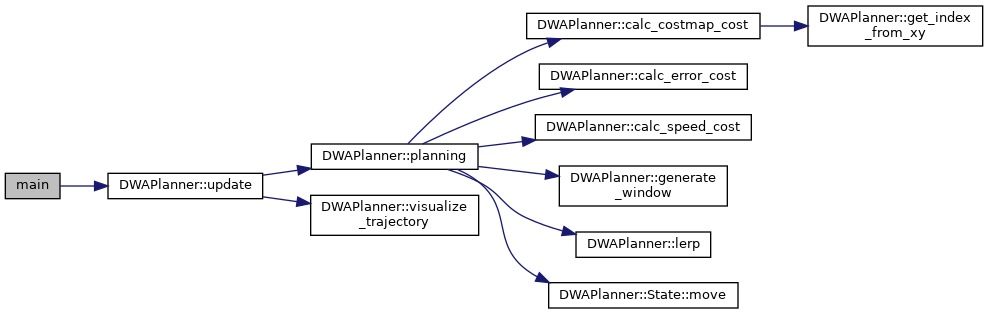 main
DWAPlanner::update
DWAPlanner::planning
DWAPlanner::visualize
_trajectory
DWAPlanner::calc_costmap_cost
DWAPlanner::get_index
_from_xy
DWAPlanner::calc_error_cost
DWAPlanner::calc_speed_cost
DWAPlanner::generate
_window
DWAPlanner::lerp
DWAPlanner::State::move